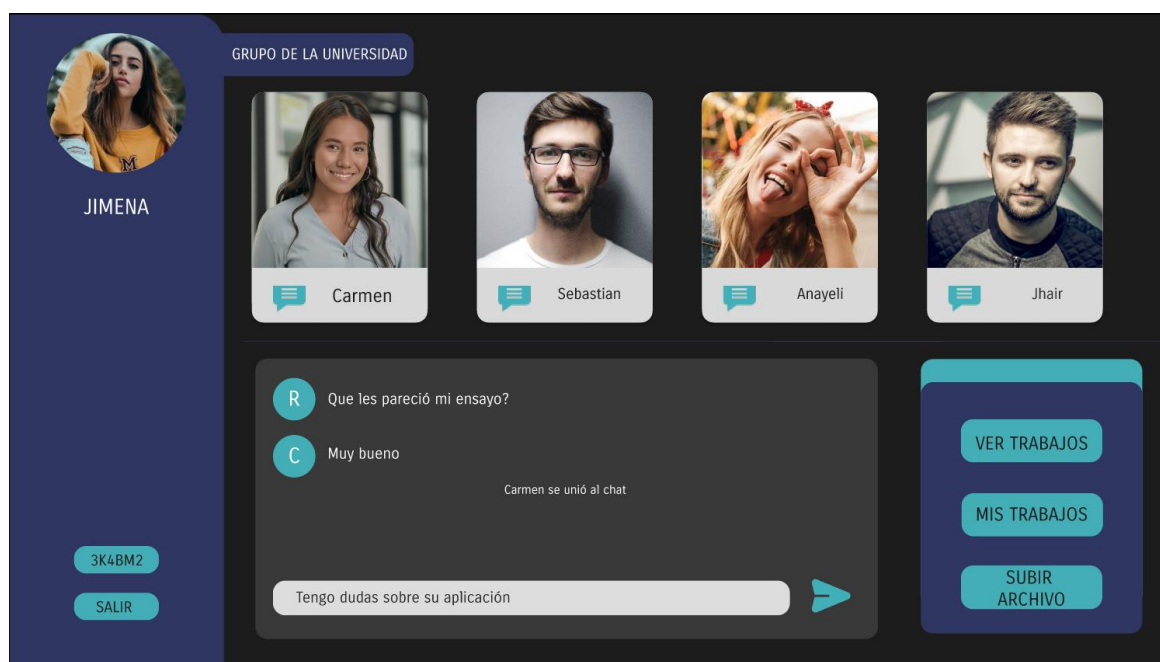 GRUPO DE LA UNIVERSIDAD
M
JIMENA
Carmen
Sebastian
Anayeli
Jhair
R
Que les pareció mi ensayo?
C
Muy bueno
Carmen se unió al chat
Tengo dudas sobre su aplicación
VER TRABAJOS
MIS TRABAJOS
SUBIR
ARCHIVO
3K4BM2
SALIR